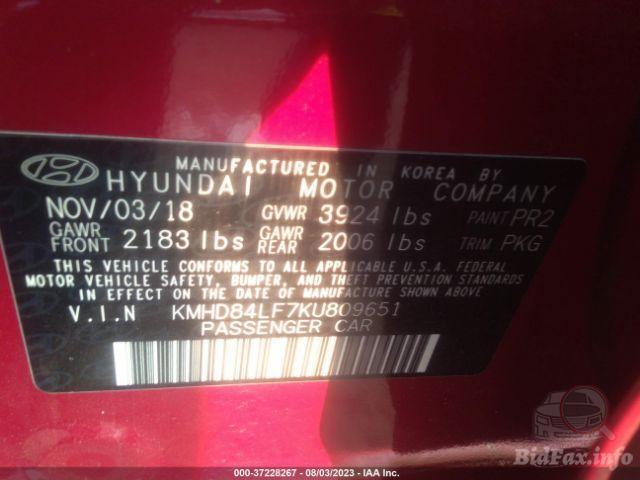 MANUFACTURED IN KOREA BY
HYUNDAI MOTOR COMPANY
NOV/03/18 GVWR 3924 lbs PAINT PR2
GAWR FRONT 2183 lbs GAWR REAR 2006 lbs TRIM PKG
THIS VEHICLE CONFORMS TO ALL APPLICABLE U.S.A. FEDERAL
MOTOR VEHICLE SAFETY, BUMPER, AND THEFT PREVENTION STANDARDS
IN EFFECT ON THE DATE OF MANUFACTURE SHOWN ABOVE.
V.I.N KMHD84LF7KU809651
PASSENGER CAR
BidFax.info
000-37228267 - 08/03/2023 - IAA Inc.